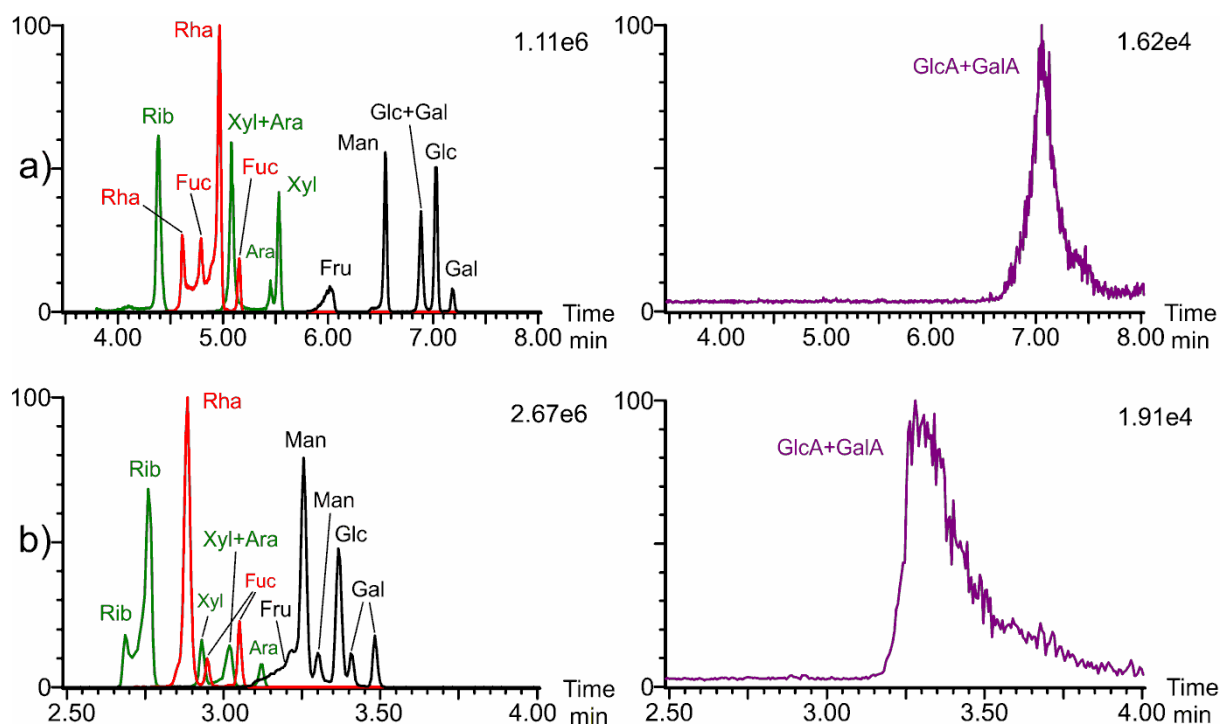 a)
100
0
Rib
Rha
Fuc
Rha
Xyl+Ara
Fuc
Ara
Xyl
Fru
Man
Glc+Gal
Glc
Gal
1.11e6
4.00 5.00 6.00 7.00 8.00
Time
min
100
0
GlcA+GalA
1.62e4
4.00 5.00 6.00 7.00 8.00
Time
min
b)
100
0
Rib
Rib
Rha
Xyl
Xyl+Ara
Fuc
Ara
Fru
Man
Man
Glc
Gal
2.67e6
2.50 3.00 3.50 4.00
Time
min
100
0
GlcA+GalA
1.91e4
2.50 3.00 3.50 4.00
Time
min